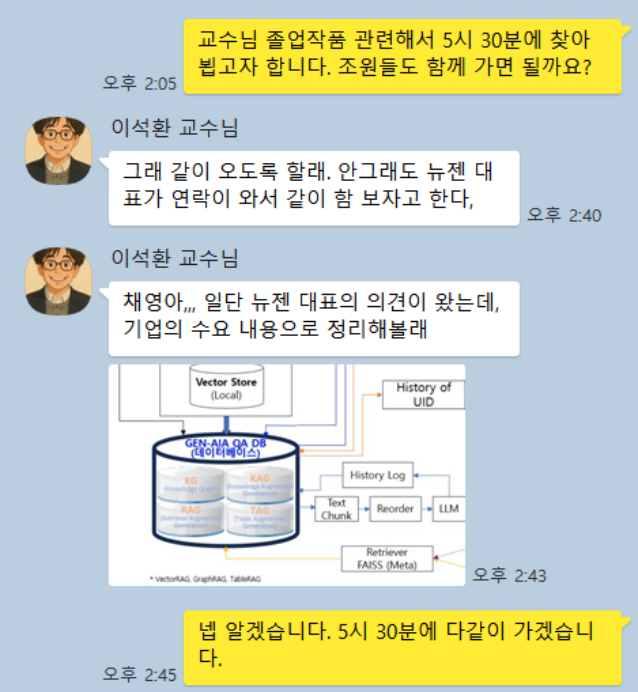 교수님 졸업작품 관련해서 5시 30분에 찾아
뵙고자 합니다. 조원들도 함께 가면 될까요?
오후 2:05
이석환 교수님
그래 같이 오도록 할래. 안그래도 뉴젠 대
표가 연락이 와서 같이 함 보자고 한다,
오후 2:40
이석환 교수님
채영아,,, 일단 뉴젠 대표의 의견이 왔는데,
기업의 수요 내용으로 정리해볼래
Vector Store
(Local)
History of
UID
GEN-AIA QA DB
(데이터베이스)
KG
(Knowledge Graph)
KAG
(Knowledge Augmented
Generation)
RAG
(Retrieval Augmented
Generation)
TAG
(Table Augmented
Generation)
History Log
Text
Chunk
Reorder
LLM
Retriever
FAISS (Meta)
* VectorRAG, GraphRAG, TableRAG
오후 2:43
넵 알겠습니다. 5시 30분에 다같이 가겠습니
다.
오후 2:45